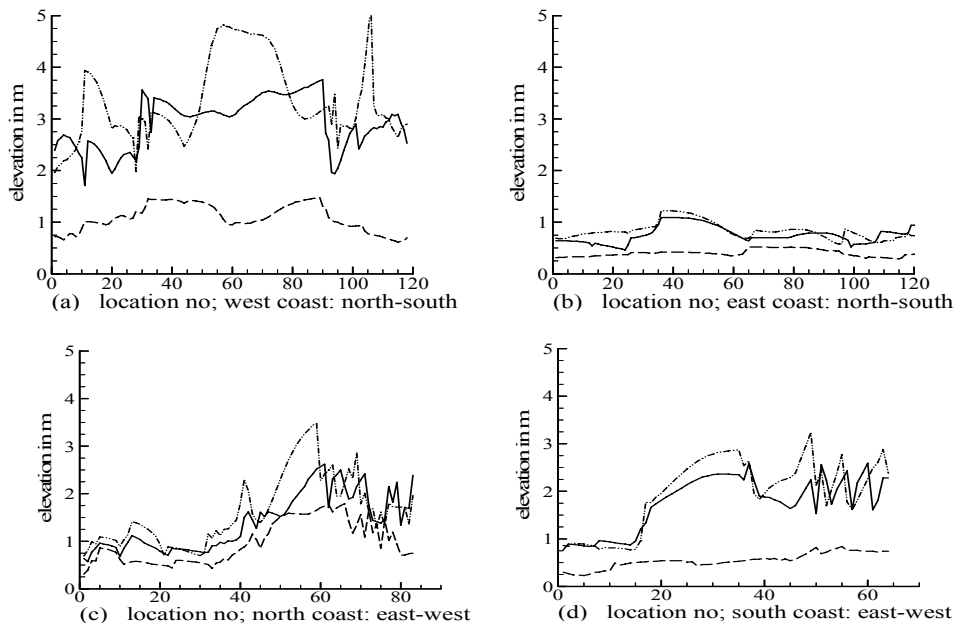 5
4
3
2
1
0
elevation in m
0 20 40 60 80 100 120
(a) location no; west coast: north-south
5
4
3
2
1
0
elevation in m
0 20 40 60 80 100 120
(b) location no; east coast: north-south
5
4
3
2
1
0
elevation in m
0 20 40 60 80
(c) location no; north coast: east-west
5
4
3
2
1
0
elevation in m
0 20 40 60
(d) location no; south coast: east-west